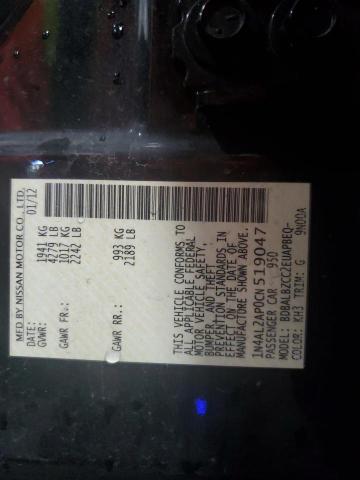 MFD BY NISSAN MOTOR CO., LTD.
DATE: 01/12
GVWR: 1941 KG
4279 LB
GAWR FR.: 1017 KG
2242 LB
GAWR RR.: 993 KG
2189 LB
THIS VEHICLE CONFORMS TO
ALL APPLICABLE FEDERAL
MOTOR VEHICLE SAFETY,
BUMPER, AND THEFT
PREVENTION STANDARDS IN
EFFECT ON THE DATE OF
MANUFACTURE SHOWN ABOVE.
1N4AL2AP0CN 519047
PASSENGER CAR 950
MODEL: BDBALBZCC2EUAPBEQ-
COLOR: KH3 TRIM: G 9N00A